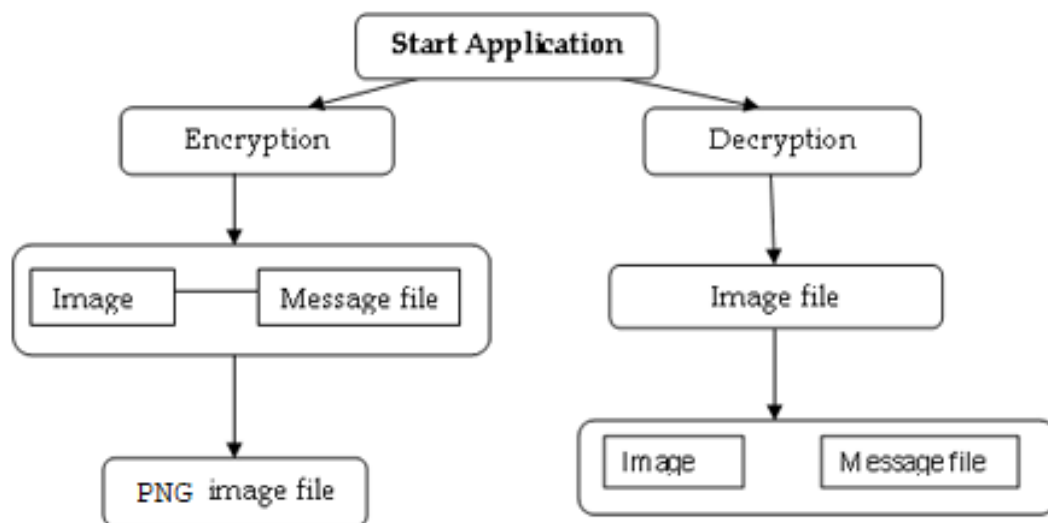 Start Application
Encryption
Decryption
Image
Message file
Image file
PNG image file
Image
Message file